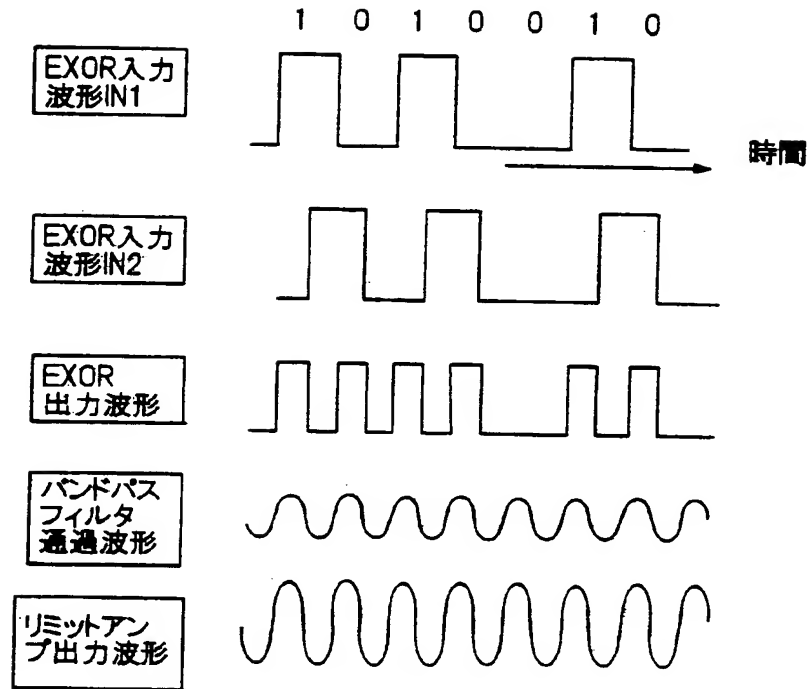 1 0 1 0 0 1 0
EXOR入力
波形IN1
時間
EXOR入力
波形IN2
EXOR
出力波形
バンドパス
フィルタ
通過波形
リミットアン
プ出力波形